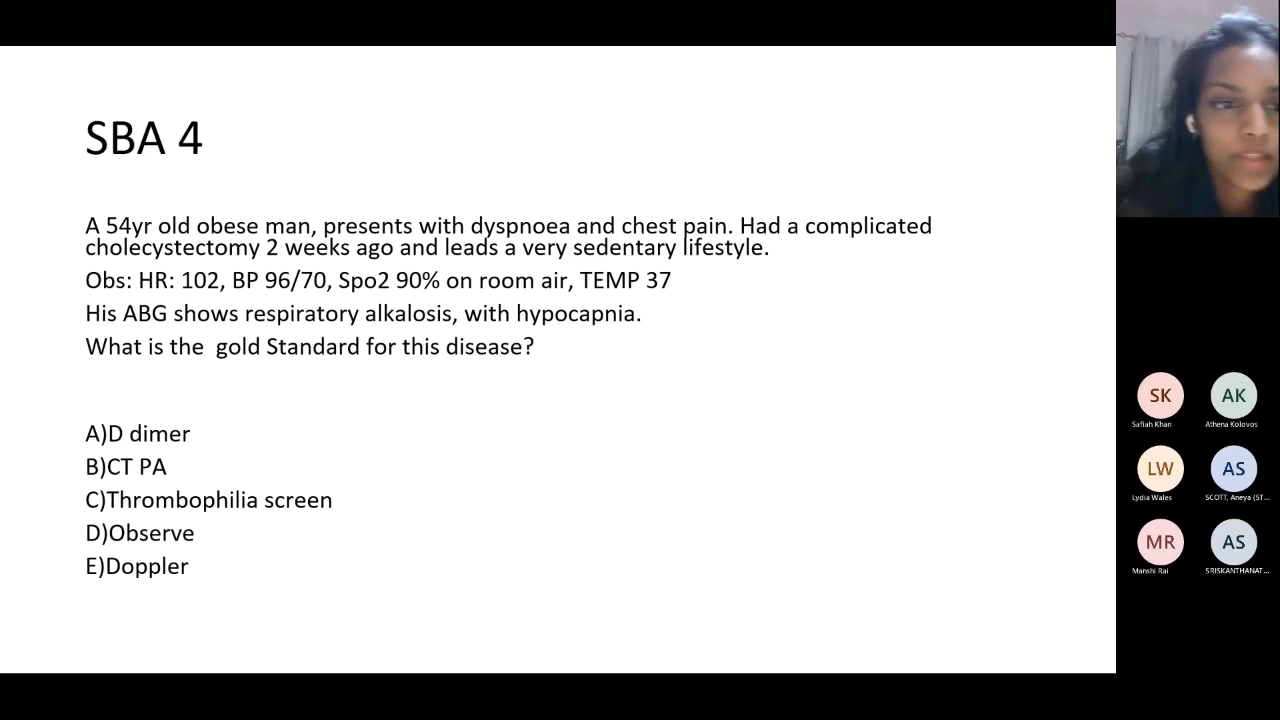 SBA 4
A 54yr old obese man, presents with dyspnoea and chest pain. Had a complicated
cholecystectomy 2 weeks ago and leads a very sedentary lifestyle.
Obs: HR: 102, BP 96/70, Spo2 90% on room air, TEMP 37
His ABG shows respiratory alkalosis, with hypocapnia.
What is the  gold Standard for this disease?
A)D dimer
B)CT PA
C)Thrombophilia screen
D)Observe
E)Doppler
SK
Safiah Khan
AK
Athena Kolovos
LW
Lydia Wales
AS
SCOTT, Aneya (ST...
MR
Manshi Rai
AS
SRISKANTHANAT...